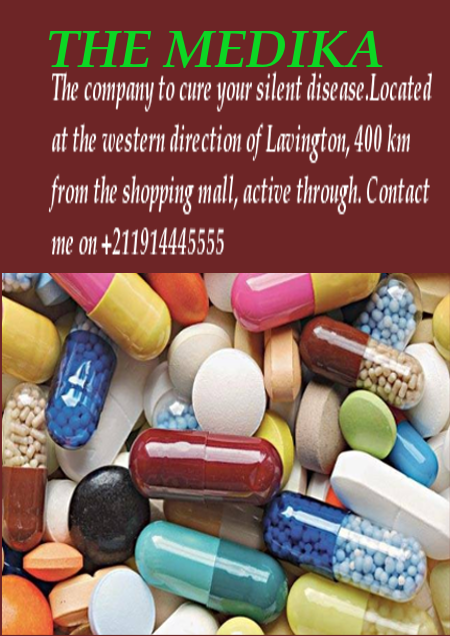 THE MEDIKA
The company to cure your silent disease.Located
at the western direction of Lavington, 400 km
from the shopping mall, active through. Contact
me on +211914445555